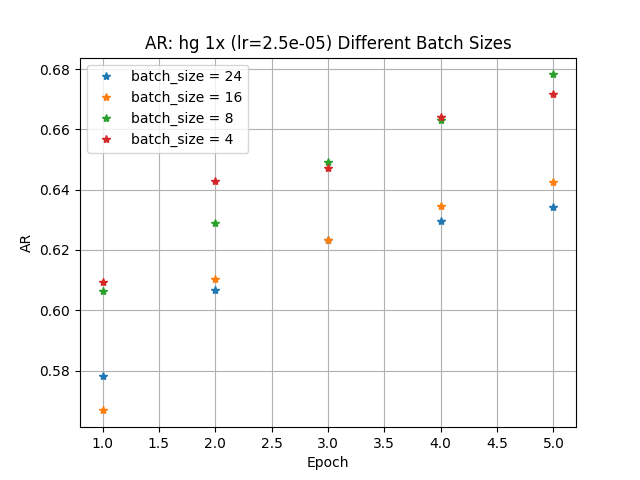 AR: hg 1x (lr=2.5e-05) Different Batch Sizes
batch_size = 24
batch_size = 16
batch_size = 8
batch_size = 4
0.68
0.66
0.64
0.62
0.60
0.58
AR
1.0 1.5 2.0 2.5 3.0 3.5 4.0 4.5 5.0
Epoch